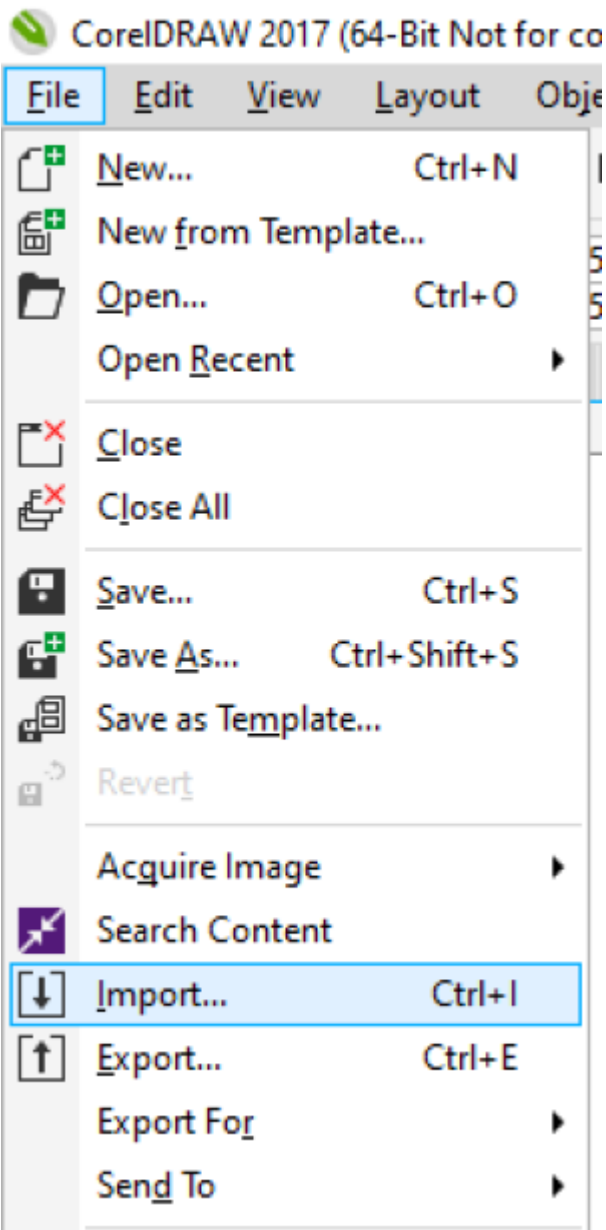 CorelDRAW 2017 (64-Bit Not for co
File Edit View Layout Obje
New... Ctrl+N
New from Template...
Open... Ctrl+O
Open Recent
Close
Close All
Save... Ctrl+S
Save As... Ctrl+Shift+S
Save as Template...
Revert
Acquire Image
Search Content
Import... Ctrl+I
Export... Ctrl+E
Export For
Send To